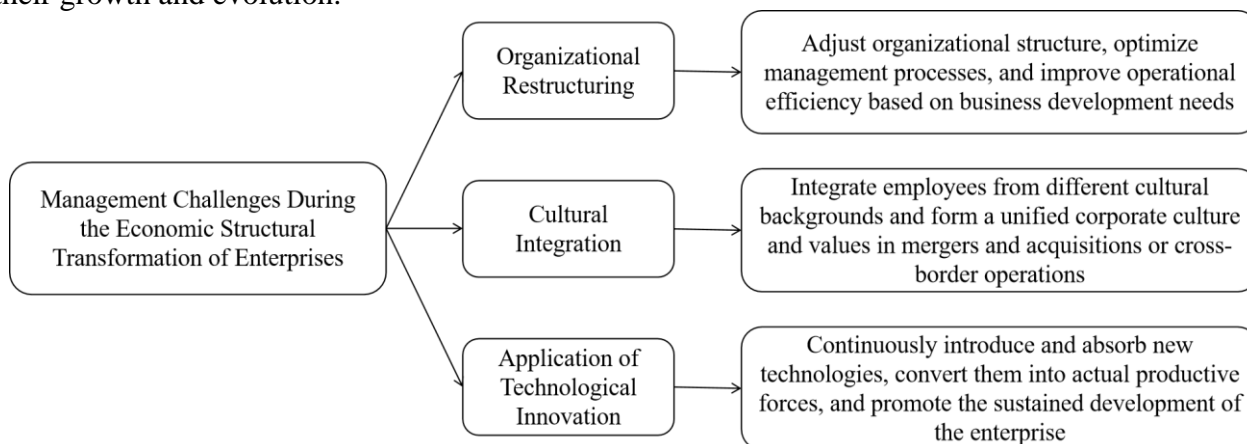 their growth and evolution.
Organizational
Restructuring
Adjust organizational structure, optimize
management processes, and improve operational
efficiency based on business development needs
Management Challenges During
the Economic Structural
Transformation of Enterprises
Cultural
Integration
Integrate employees from different cultural
backgrounds and form a unified corporate culture
and values in mergers and acquisitions or cross-
border operations
Application of
Technological
Innovation
Continuously introduce and absorb new
technologies, convert them into actual productive
forces, and promote the sustained development of
the enterprise